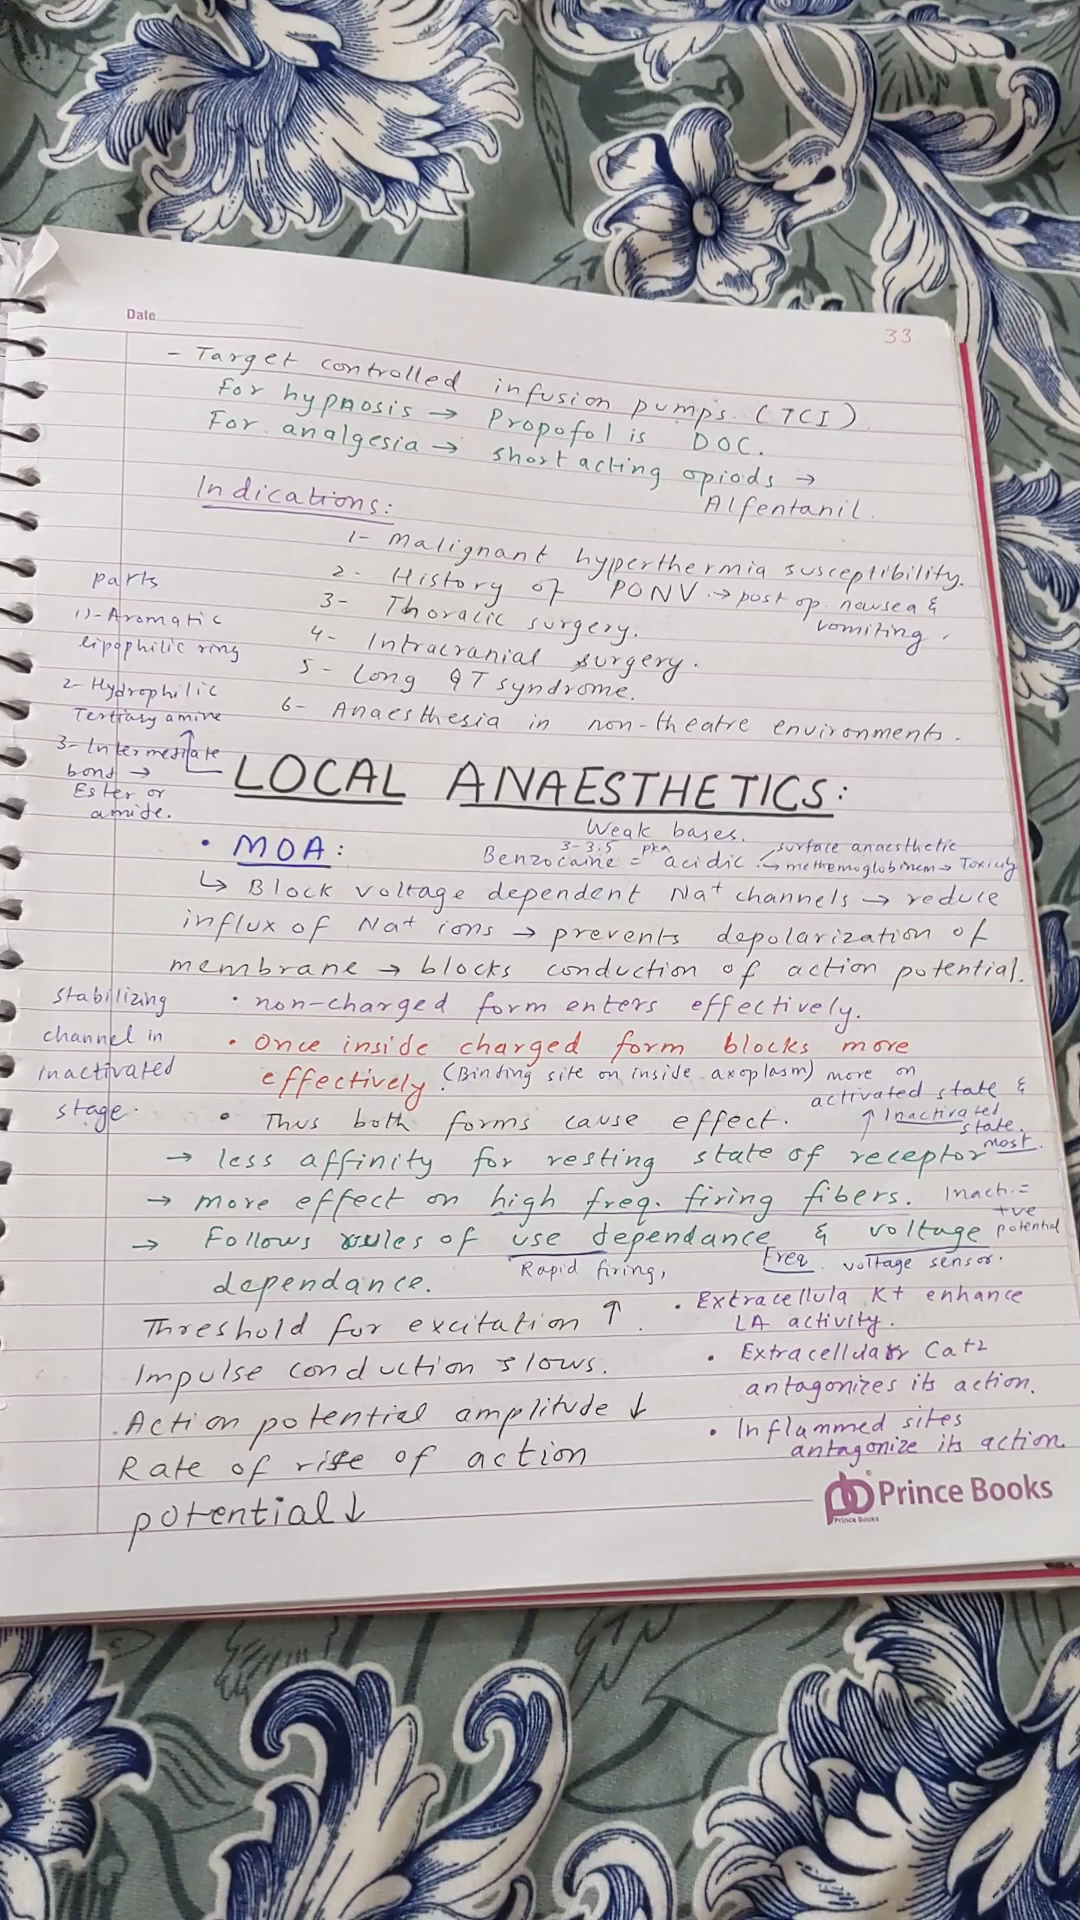 Date
33
- Target controlled infusion pumps (TCI)
For hypnosis → Propofol is DOC.
For analgesia → short acting opiods →
Alfentanil.
Indications:
1- Malignant hyperthermia susceptibility.
2- History of PONV → post op. nausea &
vomiting.
3- Thoracic surgery.
4- Intracranial surgery.
5- Long QT syndrome.
6- Anaesthesia in non-theatre environments.
parts
1)- Aromatic
lipophilic ring
2- Hydrophilic
Tertiary amine
3- Intermediate
bond →
Ester or
amide.
LOCAL ANAESTHETICS:
Weak bases.
• MOA:
3-3.5 pka
Benzocaine = acidic. surface anaesthetic
→ methemoglobinem → Toxicity
↳ Block voltage dependent Na+ channels → reduce
influx of Na+ ions → prevents depolarization of
membrane → blocks conduction of action potential.
• non-charged form enters effectively.
• Once inside charged form blocks more
effectively. (Binding site on inside axoplasm) more on
activated state &
↑ Inactivated
state.
most.
stabilizing
channel in
inactivated
stage.
• Thus both forms cause effect.
→ less affinity for resting state of receptor
→ more effect on high freq. firing fibers.
Inact. =
+ve
potential
→ Follows rules of use dependance & voltage
dependance.
Rapid firing,
Freq. voltage sensor.
Threshold for excitation ↑.
Impulse conduction slows.
Action potential amplitude ↓
Rate of rise of action
potential ↓
• Extracellula K+ enhance
LA activity.
• Extracellular Ca+2
antagonizes its action.
• Inflammed sites
antagonize its action.
Prince Books
Prince Books